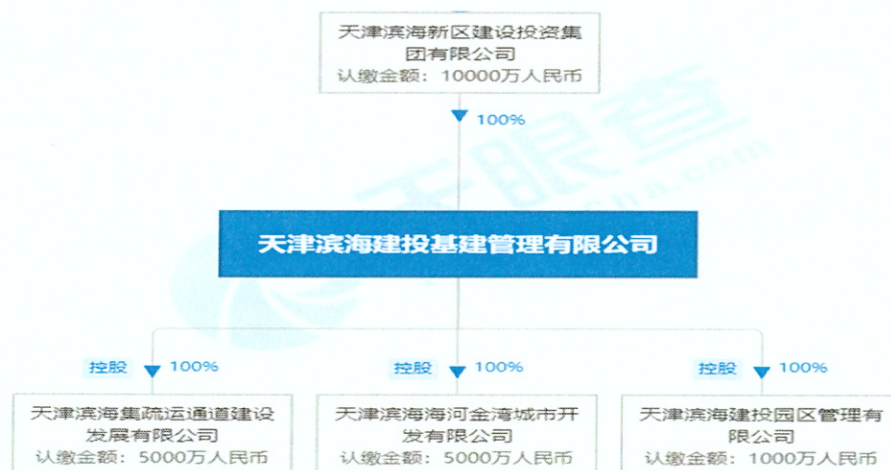 天津滨海新区建设投资集
团有限公司
认缴金额：10000万人民币
100%
天眼查
天津滨海建投基建管理有限公司
控股 100%
控股 100%
控股 100%
天津滨海集疏运通道建设
发展有限公司
认缴金额：5000万人民币
天津滨海海河金湾城市开
发有限公司
认缴金额：5000万人民币
天津滨海建投园区管理有
限公司
认缴金额：1000万人民币